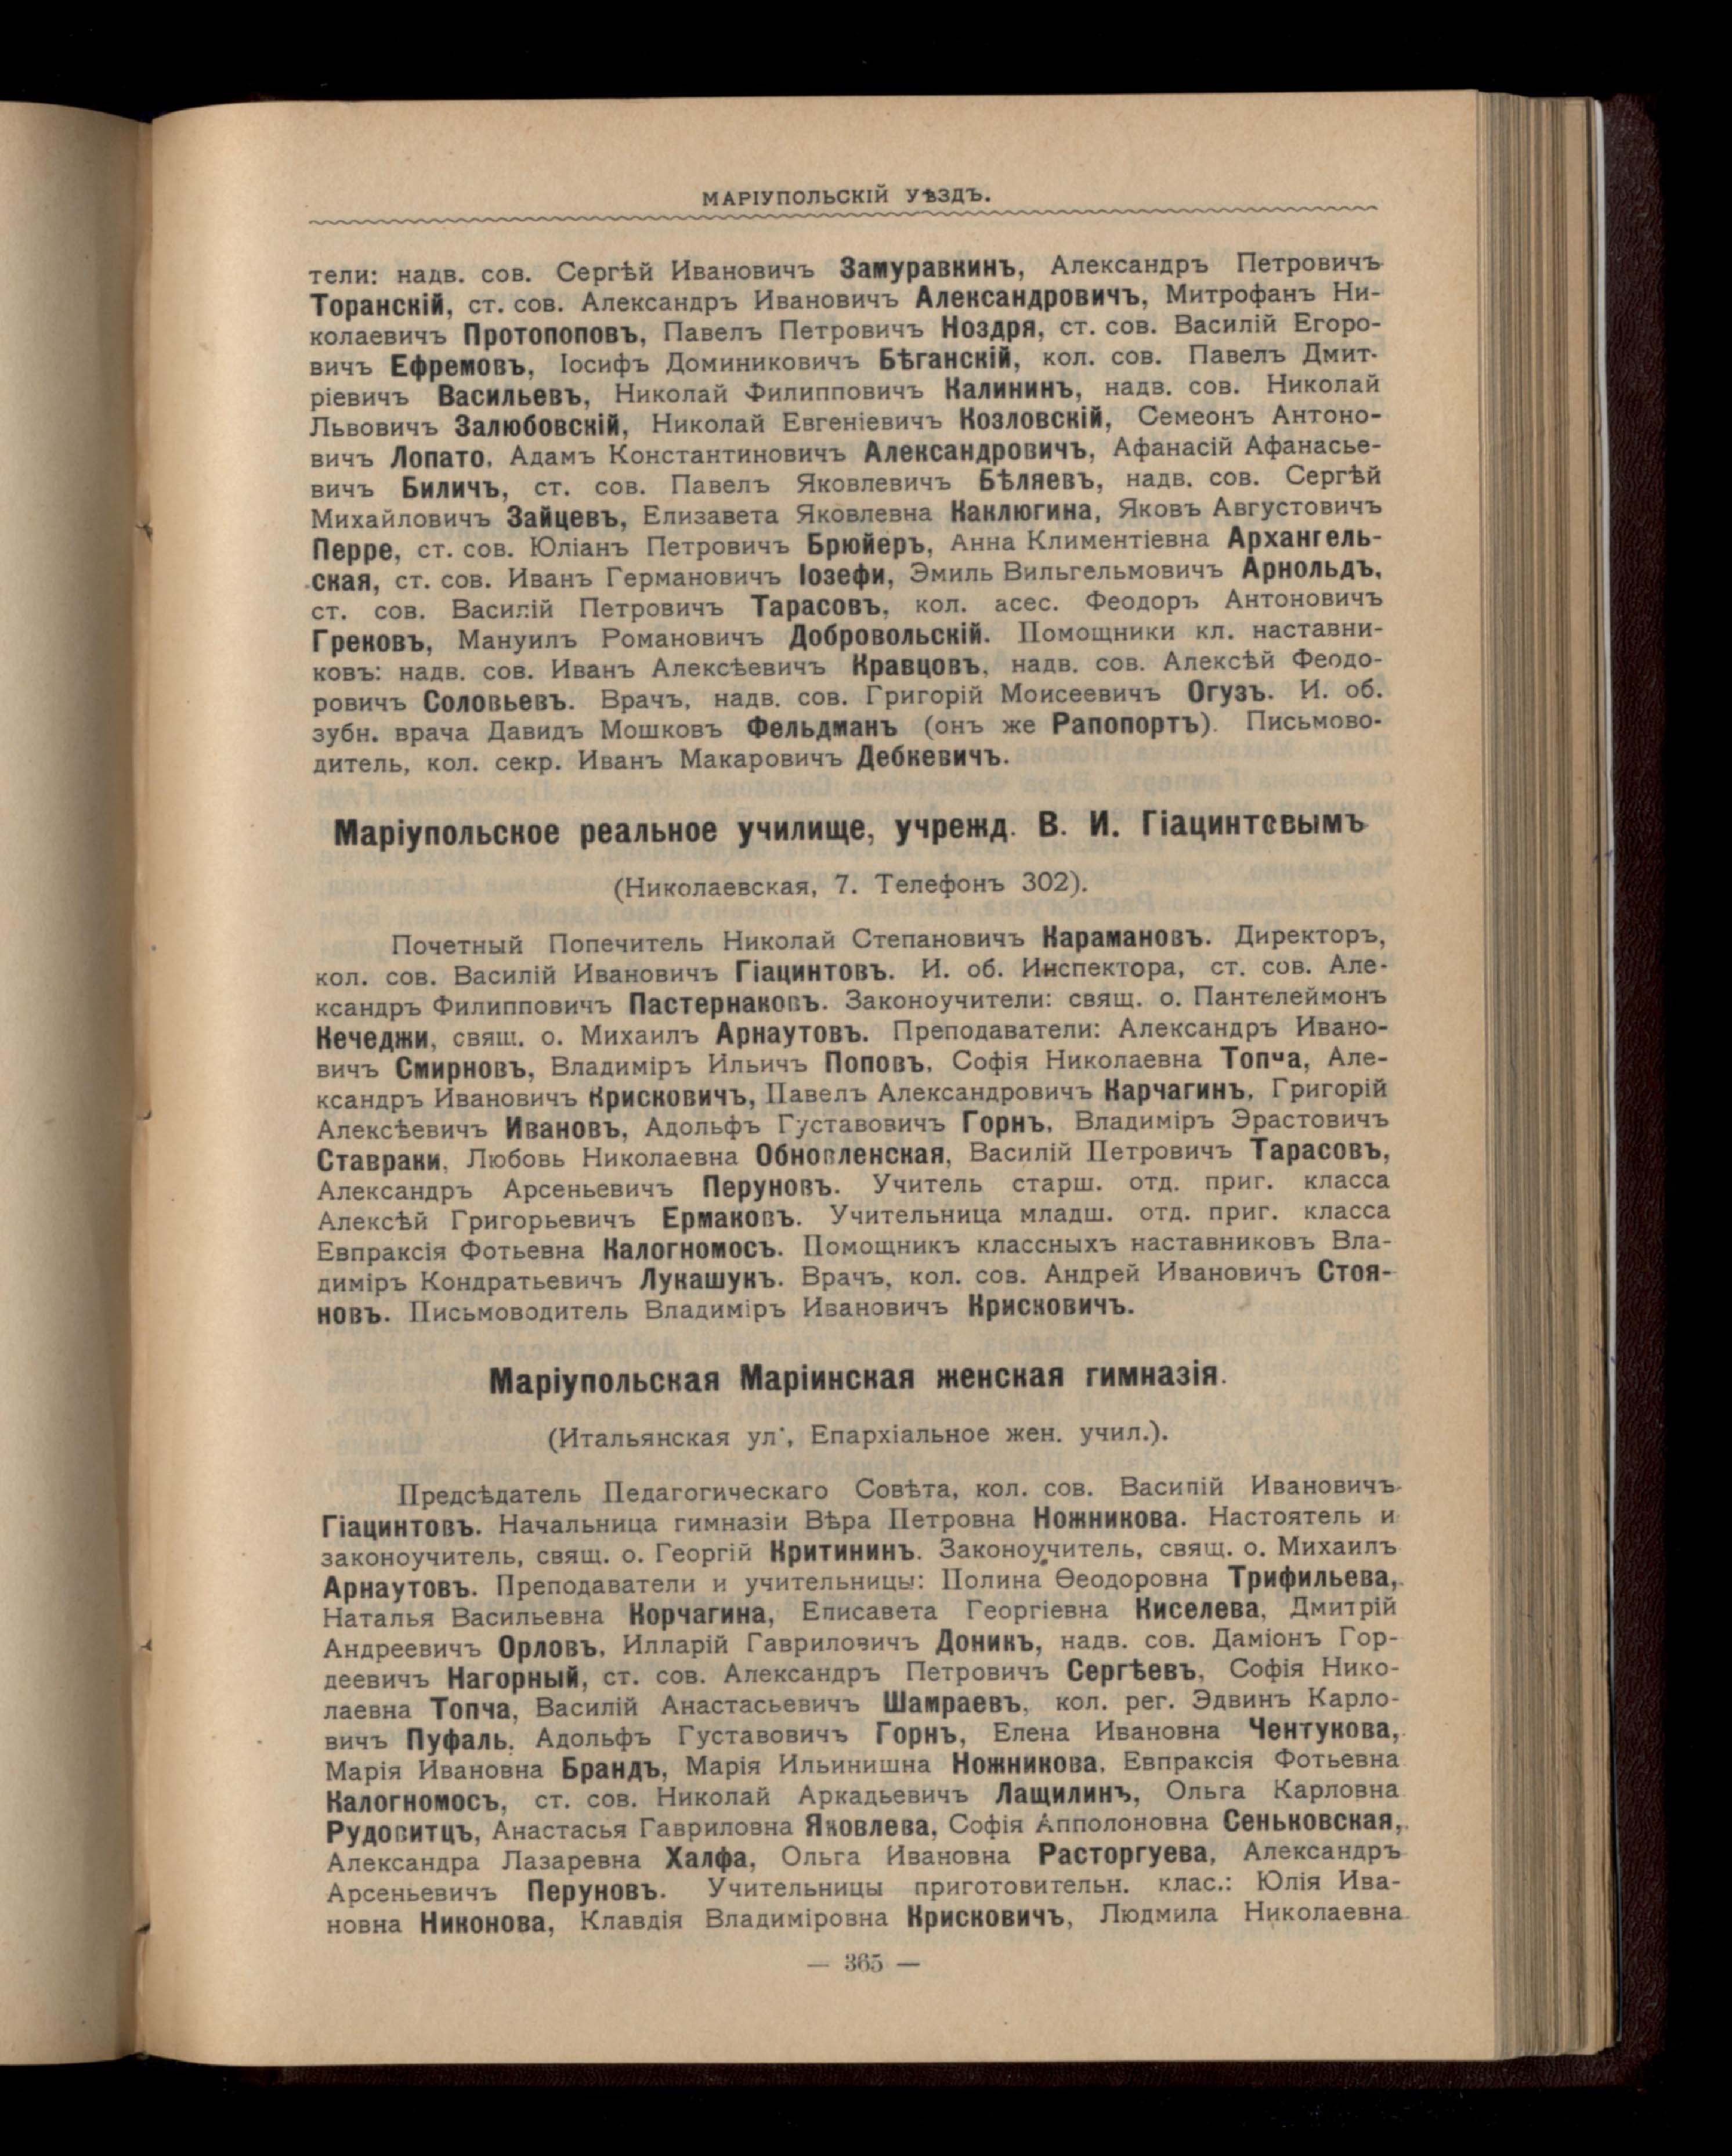 МАРІУПОЛЬСКІЙ УѢЗДЪ.
тели: надв. сов. Сергѣй Ивановичъ Замуравкинъ, Александръ Петровичъ
Торанскій, ст. сов. Александръ Ивановичъ Александровичъ, Митрофанъ Ни-
колаевичъ Протопоповъ, Павелъ Петровичъ Ноздря, ст. сов. Василій Егоро-
вичъ Ефремовъ, Іосифъ Доминиковичъ Бѣганскій, кол. сов. Павелъ Дмит-
ріевичъ Васильевъ, Николай Филипповичъ Калининъ, надв. сов. Николай
Львовичъ Залюбовскій, Николай Евгеніевичъ Козловскій, Семеонъ Антоно-
вичъ Лопато, Адамъ Константиновичъ Александровичъ, Афанасій Афанасье-
вичъ Биличъ, ст. сов. Павелъ Яковлевичъ Бѣляевъ, надв. сов. Сергѣй
Михайловичъ Зайцевъ, Елизавета Яковлевна Каклюгина, Яковъ Августовичъ
Перре, ст. сов. Юліанъ Петровичъ Брюйеръ, Анна Климентіевна Архангель-
ская, ст. сов. Иванъ Германовичъ Іозефи, Эмиль Вильгельмовичъ Арнольдъ,
ст. сов. Василій Петровичъ Тарасовъ, кол. асес. Феодоръ Антоновичъ
Грековъ, Мануилъ Романовичъ Добровольскій. Помощники кл. наставни-
ковъ: надв. сов. Иванъ Алексѣевичъ Кравцовъ, надв. сов. Алексѣй Феодо-
ровичъ Соловьевъ. Врачъ, надв. сов. Григорій Моисеевичъ Огузъ. И. об.
зубн. врача Давидъ Мошковъ Фельдманъ (онъ же Рапопортъ). Письмово-
дитель, кол. секр. Иванъ Макаровичъ Дебкевичъ.
Маріупольское реальное училище, учрежд. В. И. Гіацинтовымъ
(Николаевская, 7. Телефонъ 302).
Почетный Попечитель Николай Степановичъ Карамановъ. Директоръ,
кол. сов. Василій Ивановичъ Гіацинтовъ. И. об. Инспектора, ст. сов. Але-
ксандръ Филипповичъ Пастернаковъ. Законоучители: свящ. о. Пантелеймонъ
Кечеджи, свящ. о. Михаилъ Арнаутовъ. Преподаватели: Александръ Ивано-
вичъ Смирновъ, Владиміръ Ильичъ Поповъ, Софія Николаевна Топча, Але-
ксандръ Ивановичъ Крисковичъ, Павелъ Александровичъ Карчагинъ, Григорій
Алексѣевичъ Ивановъ, Адольфъ Густавовичъ Горнъ, Владиміръ Эрастовичъ
Ставраки, Любовь Николаевна Обновленская, Василій Петровичъ Тарасовъ,
Александръ Арсеньевичъ Перуновъ. Учитель старш. отд. приг. класса
Алексѣй Григорьевичъ Ермаковъ. Учительница младш. отд. приг. класса
Евпраксія Фотьевна Калогномосъ. Помощникъ классныхъ наставниковъ Вла-
диміръ Кондратьевичъ Лукашукъ. Врачъ, кол. сов. Андрей Ивановичъ Стоя-
новъ. Письмоводитель Владиміръ Ивановичъ Крисковичъ.
Маріупольская Маріинская женская гимназія.
(Итальянская ул., Епархіальное жен. учил.).
Предсѣдатель Педагогическаго Совѣта, кол. сов. Василій Ивановичъ
Гіацинтовъ. Начальница гимназіи Вѣра Петровна Ножникова. Настоятель и
законоучитель, свящ. о. Георгій Критининъ. Законоучитель, свящ. о. Михаилъ
Арнаутовъ. Преподаватели и учительницы: Полина Ѳеодоровна Трифильева,
Наталья Васильевна Корчагина, Елисавета Георгіевна Киселева, Дмитрій
Андреевичъ Орловъ, Илларій Гавриловичъ Доникъ, надв. сов. Даміонъ Гор-
деевичъ Нагорный, ст. сов. Александръ Петровичъ Сергѣевъ, Софія Нико-
лаевна Топча, Василій Анастасьевичъ Шамраевъ, кол. рег. Эдвинъ Карло-
вичъ Пуфаль, Адольфъ Густавовичъ Горнъ, Елена Ивановна Чентукова,
Марія Ивановна Брандъ, Марія Ильинишна Ножникова, Евпраксія Фотьевна
Калогномосъ, ст. сов. Николай Аркадьевичъ Лащилинъ, Ольга Карловна
Рудовитцъ, Анастасья Гавриловна Яковлева, Софія Апполоновна Сеньковская,
Александра Лазаревна Халфа, Ольга Ивановна Расторгуева, Александръ
Арсеньевичъ Перуновъ. Учительницы приготовительн. клас.: Юлія Ива-
новна Никонова, Клавдія Владиміровна Крисковичъ, Людмила Николаевна
— 365 —